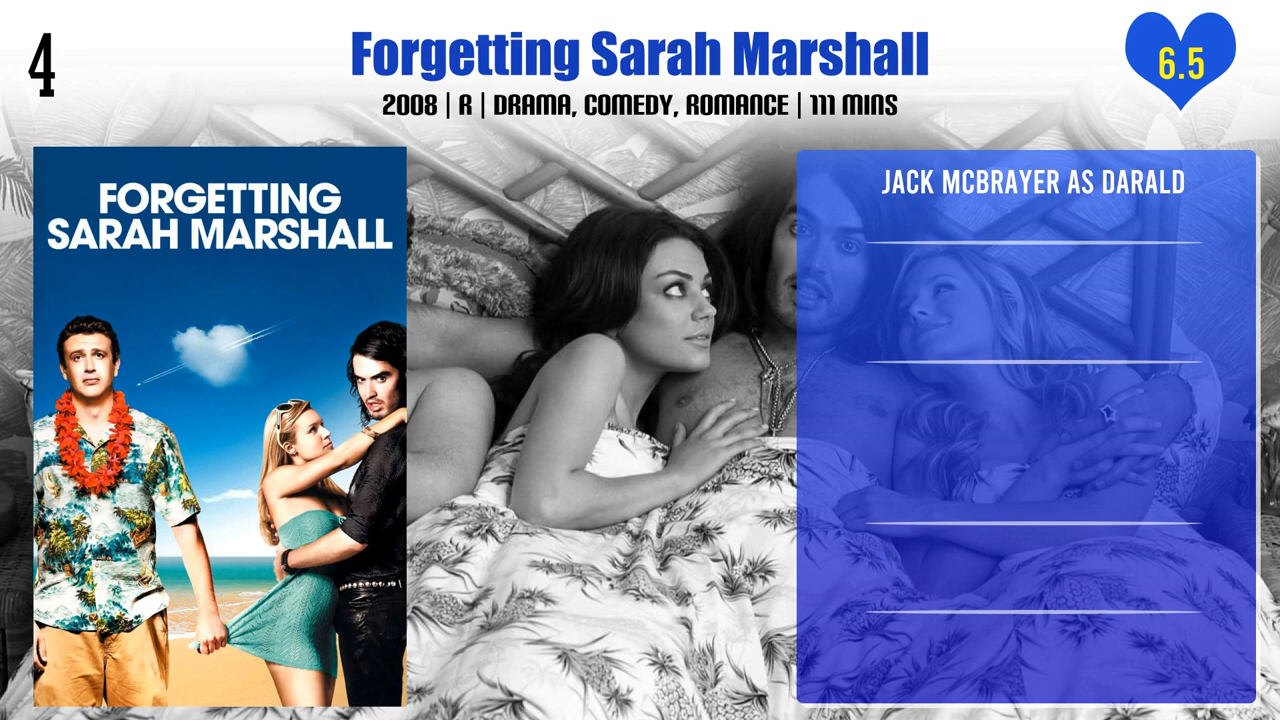 4
Forgetting Sarah Marshall
2008 | R | DRAMA, COMEDY, ROMANCE | 111 MINS
6.5
FORGETTING
SARAH MARSHALL
JACK MCBRAYER AS DARALD